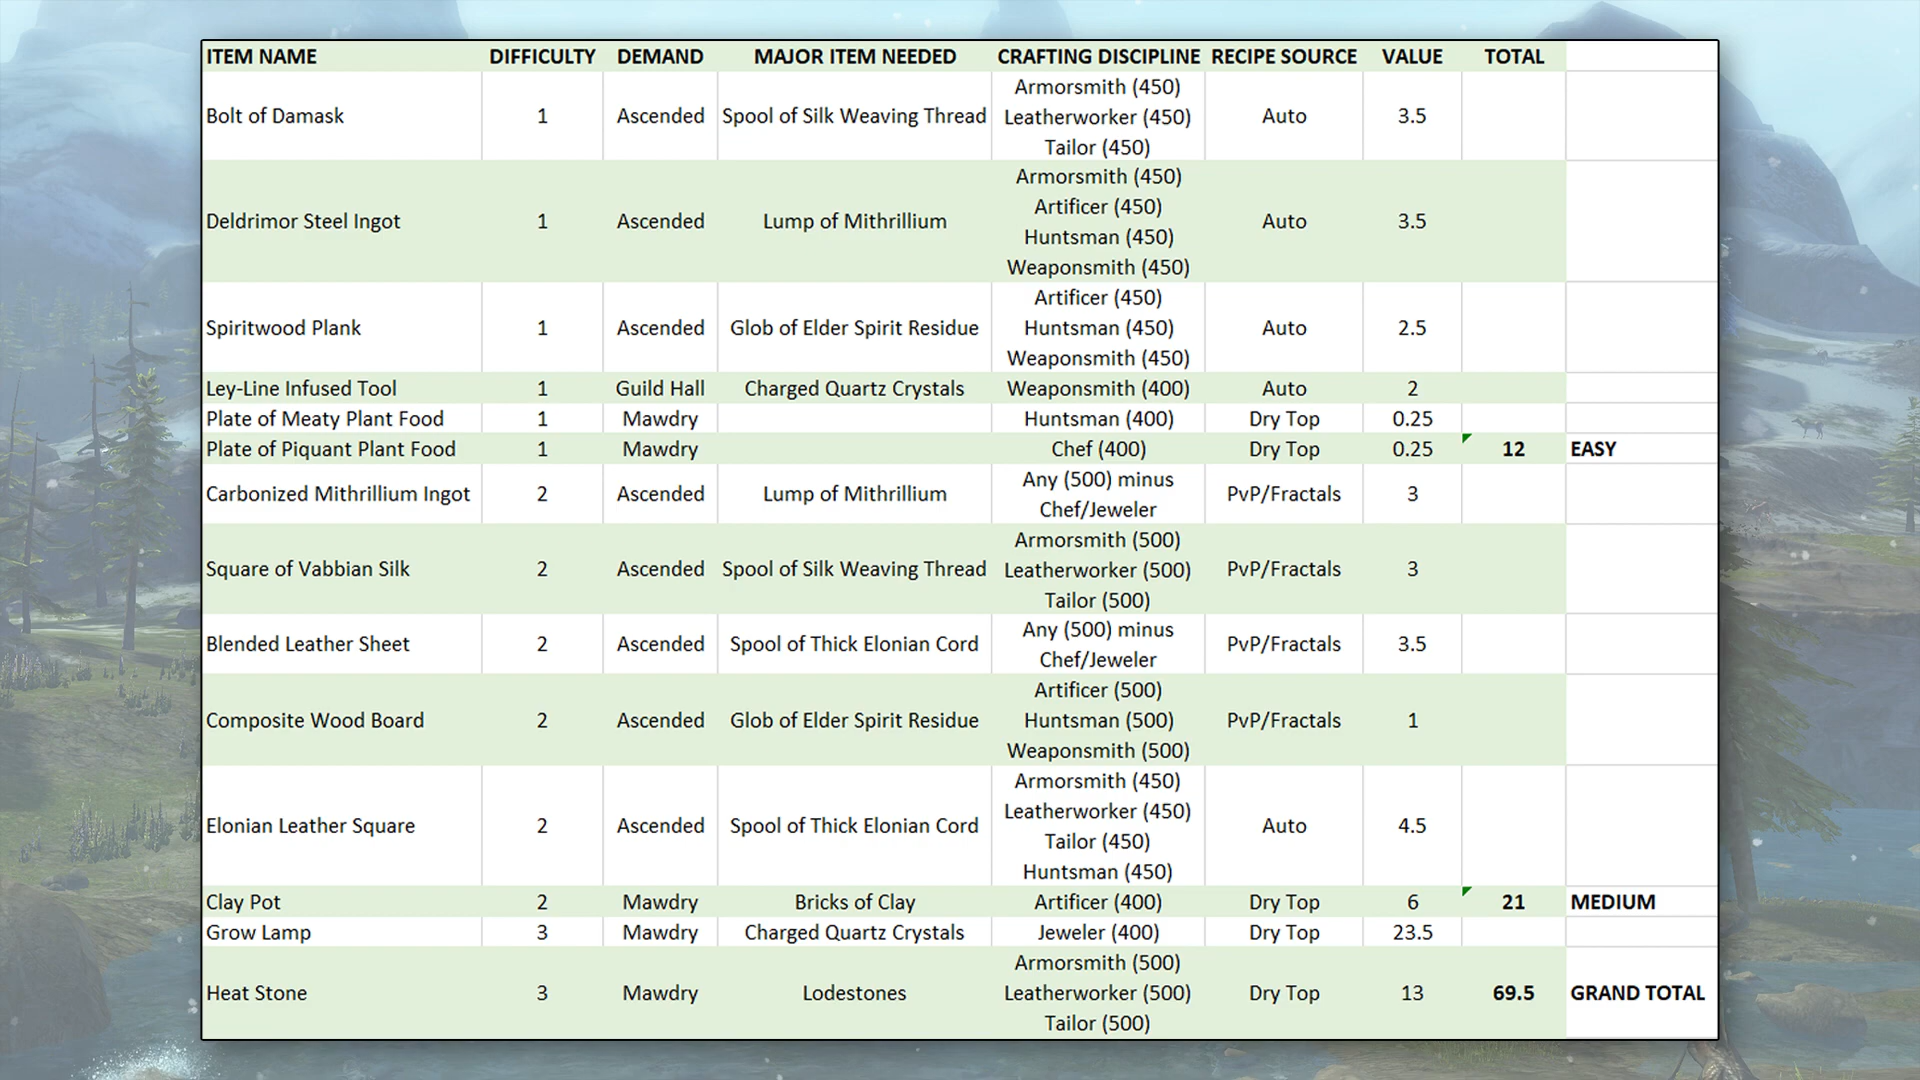 ITEM NAME DIFFICULTY DEMAND MAJOR ITEM NEEDED CRAFTING DISCIPLINE RECIPE SOURCE VALUE TOTAL
Bolt of Damask 1 Ascended Spool of Silk Weaving Thread Armorsmith (450)
Leatherworker (450)
Tailor (450) Auto 3.5
Deldrimor Steel Ingot 1 Ascended Lump of Mithrillium Armorsmith (450)
Artificer (450)
Huntsman (450)
Weaponsmith (450) Auto 3.5
Spiritwood Plank 1 Ascended Glob of Elder Spirit Residue Artificer (450)
Huntsman (450)
Weaponsmith (450) Auto 2.5
Ley-Line Infused Tool 1 Guild Hall Charged Quartz Crystals Weaponsmith (400) Auto 2
Plate of Meaty Plant Food 1 Mawdry Huntsman (400) Dry Top 0.25
Plate of Piquant Plant Food 1 Mawdry Chef (400) Dry Top 0.25 12 EASY
Carbonized Mithrillium Ingot 2 Ascended Lump of Mithrillium Any (500) minus
Chef/Jeweler PvP/Fractals 3
Square of Vabbian Silk 2 Ascended Spool of Silk Weaving Thread Armorsmith (500)
Leatherworker (500)
Tailor (500) PvP/Fractals 3
Blended Leather Sheet 2 Ascended Spool of Thick Elonian Cord Any (500) minus
Chef/Jeweler PvP/Fractals 3.5
Composite Wood Board 2 Ascended Glob of Elder Spirit Residue Artificer (500)
Huntsman (500)
Weaponsmith (500) PvP/Fractals 1
Elonian Leather Square 2 Ascended Spool of Thick Elonian Cord Armorsmith (450)
Leatherworker (450)
Tailor (450)
Huntsman (450) Auto 4.5
Clay Pot 2 Mawdry Bricks of Clay Artificer (400) Dry Top 6 21 MEDIUM
Grow Lamp 3 Mawdry Charged Quartz Crystals Jeweler (400) Dry Top 23.5
Heat Stone 3 Mawdry Lodestones Armorsmith (500)
Leatherworker (500)
Tailor (500) Dry Top 13 69.5 GRAND TOTAL